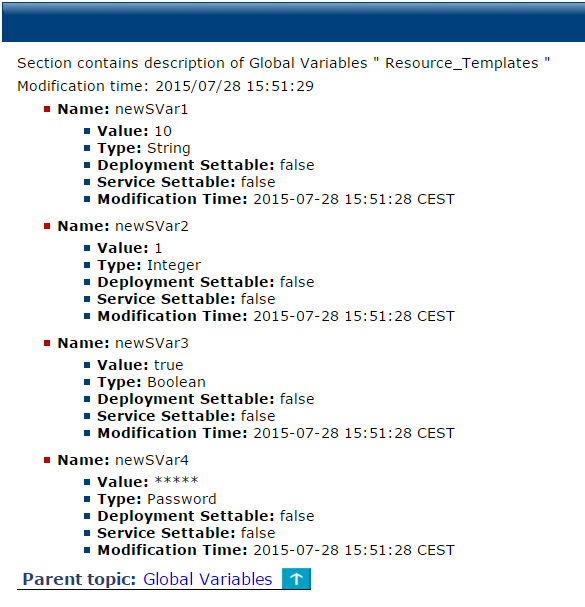 Section contains description of Global Variables " Resource_Templates "
Modification time: 2015/07/28 15:51:29
Name: newSVar1
Value: 10
Type: String
Deployment Settable: false
Service Settable: false
Modification Time: 2015-07-28 15:51:28 CEST
Name: newSVar2
Value: 1
Type: Integer
Deployment Settable: false
Service Settable: false
Modification Time: 2015-07-28 15:51:28 CEST
Name: newSVar3
Value: true
Type: Boolean
Deployment Settable: false
Service Settable: false
Modification Time: 2015-07-28 15:51:28 CEST
Name: newSVar4
Value: *****
Type: Password
Deployment Settable: false
Service Settable: false
Modification Time: 2015-07-28 15:51:28 CEST
Parent topic: Global Variables